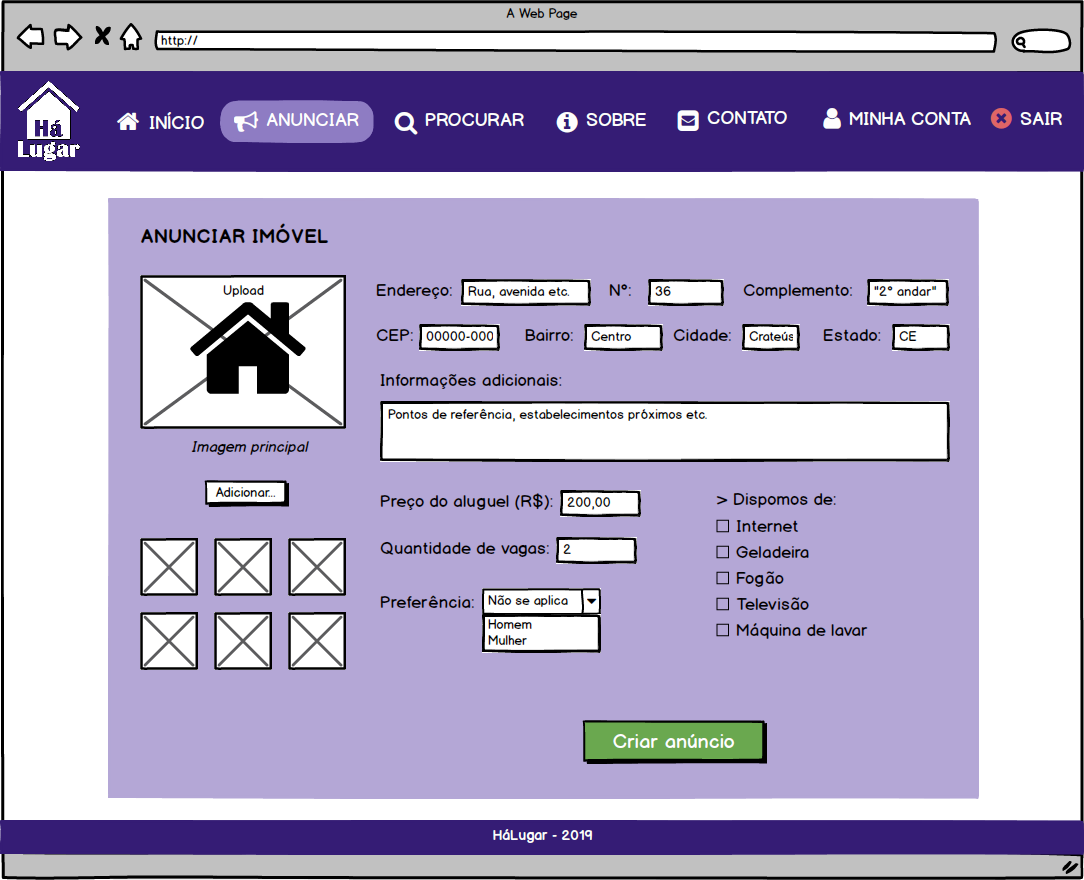 A Web Page
http://
Há
Lugar
INÍCIO
ANUNCIAR
PROCURAR
SOBRE
CONTATO
MINHA CONTA
SAIR
ANUNCIAR IMÓVEL
Upload
Imagem principal
Adicionar...
Endereço: Rua, avenida etc. Nº: 36 Complemento: "2° andar"
CEP: 00000-000 Bairro: Centro Cidade: Crateús Estado: CE
Informações adicionais:
Pontos de referência, estabelecimentos próximos etc.
Preço do aluguel (R$): 200,00
Quantidade de vagas: 2
Preferência: Não se aplica
Homem
Mulher
> Dispomos de:
Internet
Geladeira
Fogão
Televisão
Máquina de lavar
Criar anúncio
HáLugar - 2019